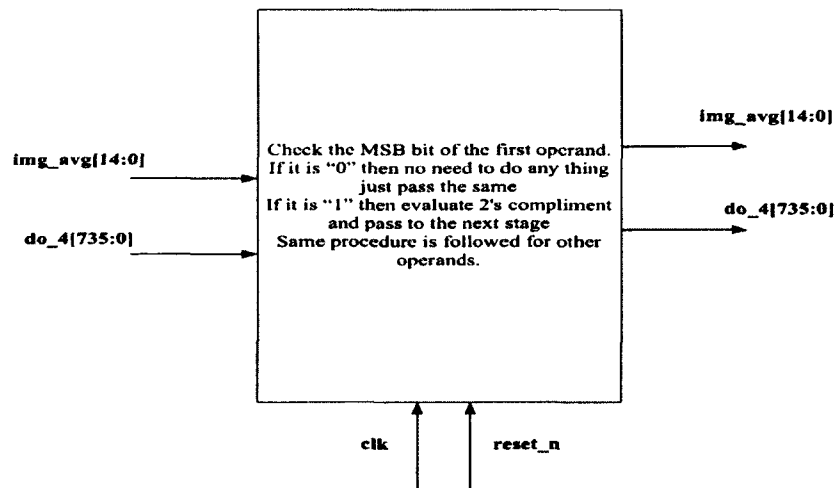 img_avg[14:0]
Check the MSB bit of the first operand.
If it is "0" then no need to do any thing
just pass the same
If it is "1" then evaluate 2's compliment
and pass to the next stage
Same procedure is followed for other
operands.
img_avg[14:0]
do_4[735:0]
do_4[735:0]
clk
reset_n